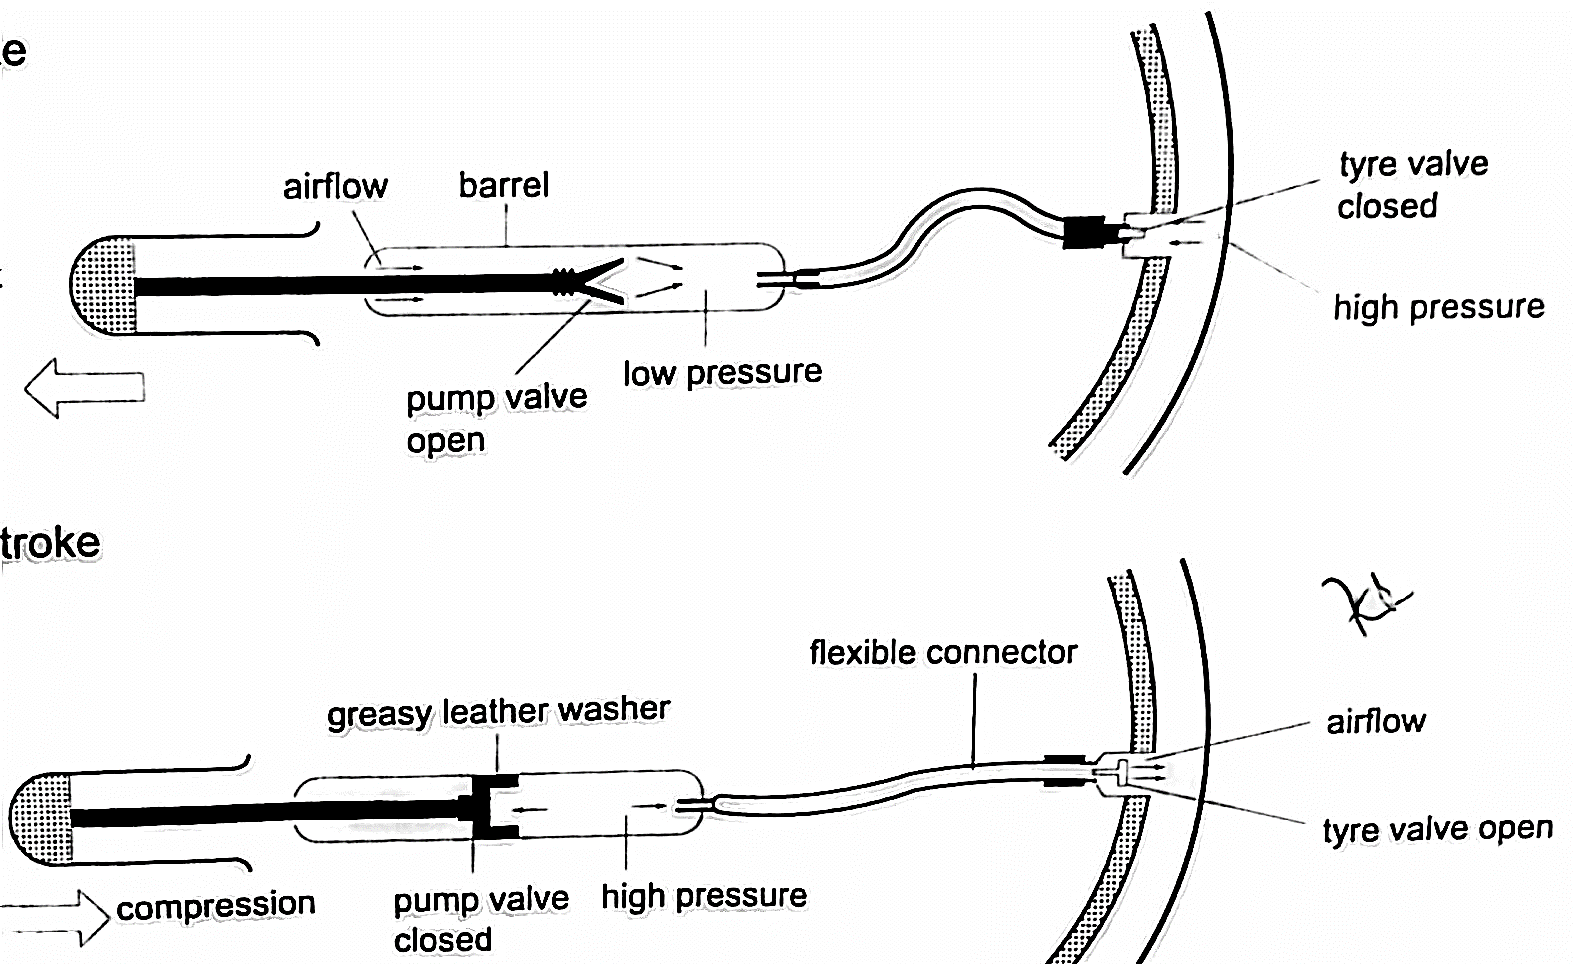 e
airflow
barrel
tyre valve
closed
high pressure
low pressure
pump valve
open
troke
flexible connector
greasy leather washer
airflow
tyre valve open
compression
pump valve
closed
high pressure